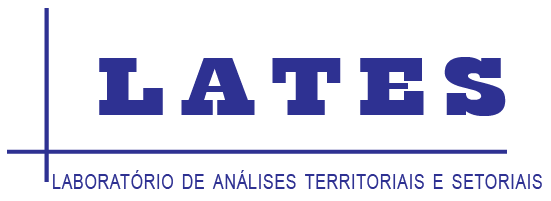 LATES
LABORATÓRIO DE ANÁLISES TERRITORIAIS E SETORIAIS